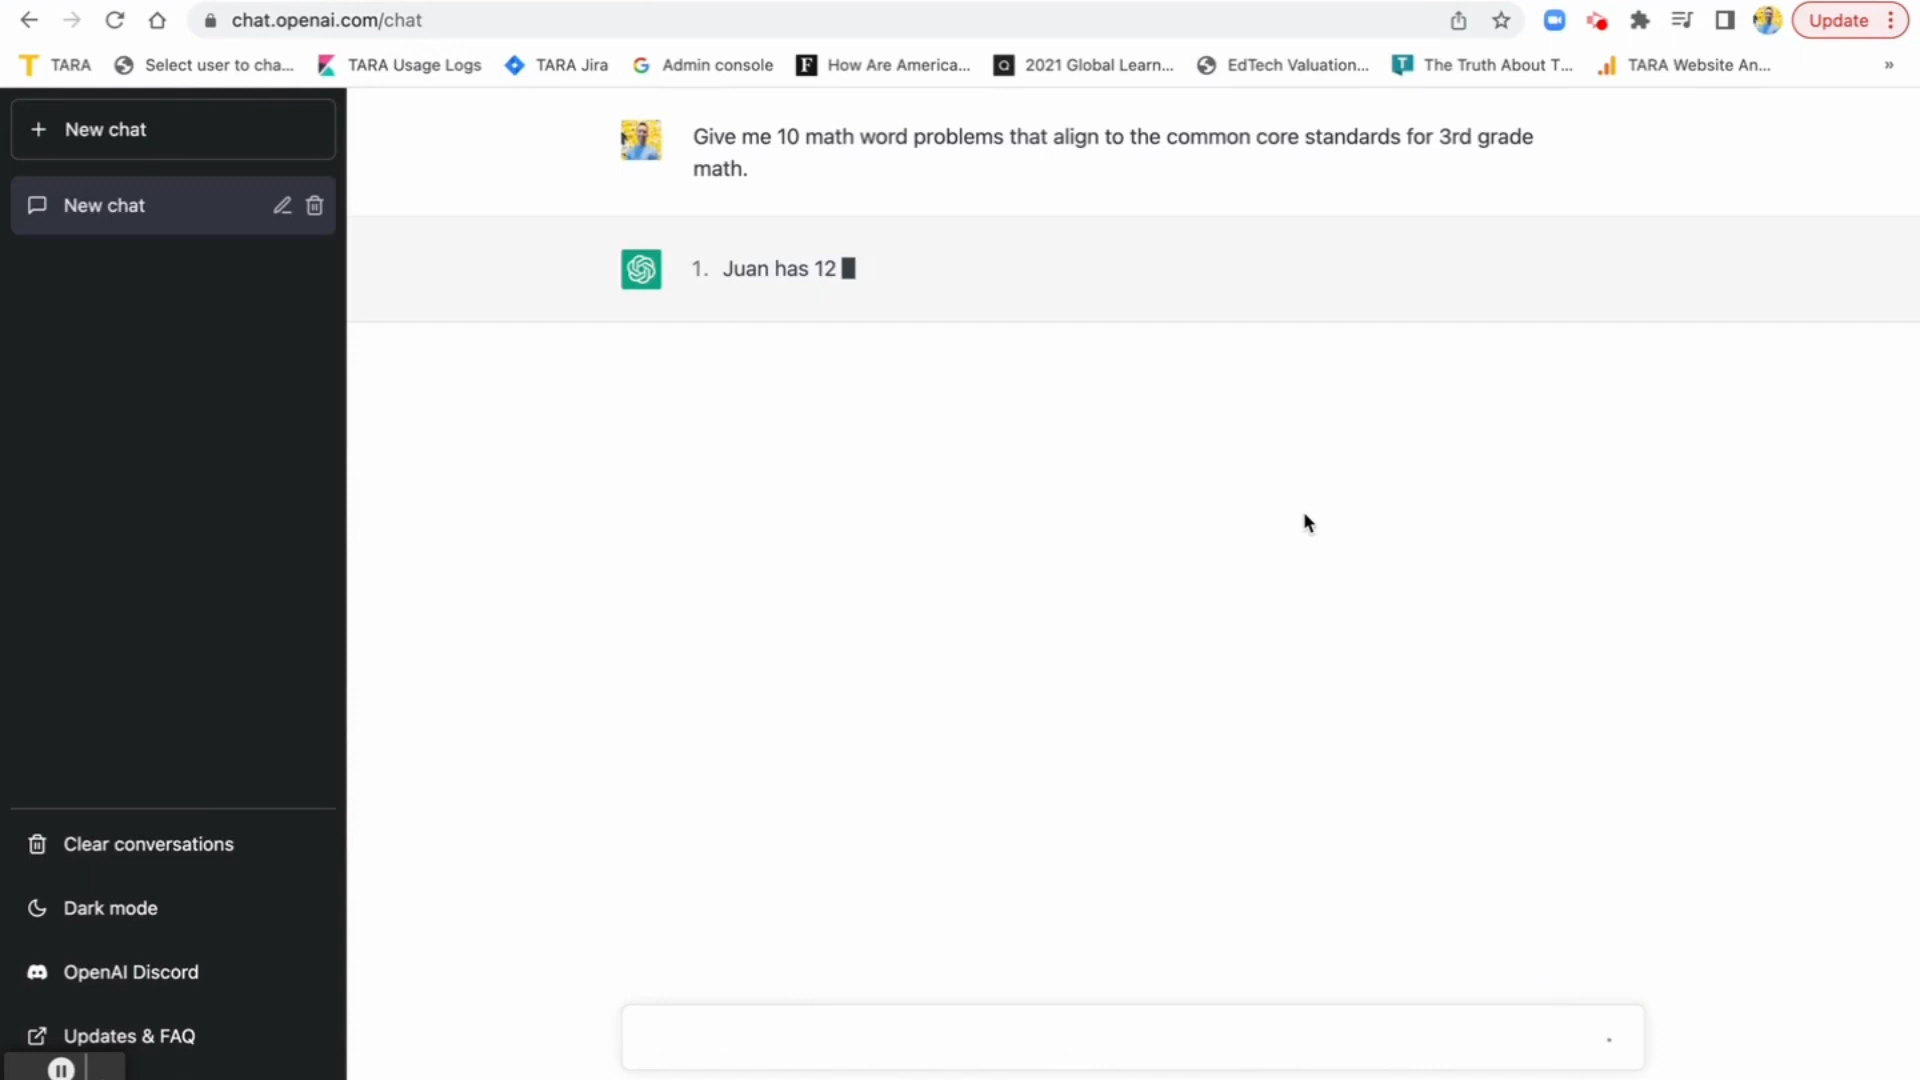 chat.openai.com/chat
Update
TARA
Select user to cha...
TARA Usage Logs
TARA Jira
Admin console
How Are America...
2021 Global Learn...
EdTech Valuation...
The Truth About T...
TARA Website An...
»
+ New chat
New chat
Give me 10 math word problems that align to the common core standards for 3rd grade
math.
1. Juan has 12
Clear conversations
Dark mode
OpenAI Discord
Updates & FAQ